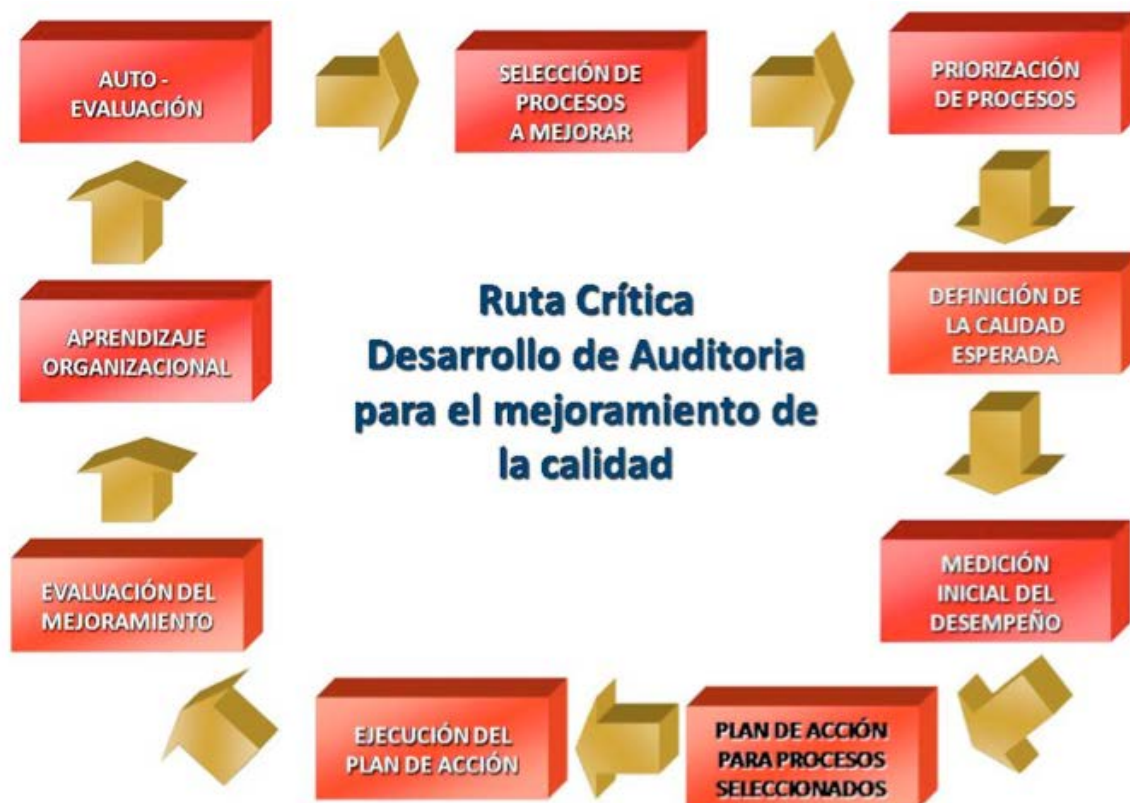 AUTO -
EVALUACIÓN
SELECCIÓN DE
PROCESOS
A MEJORAR
PRIORIZACIÓN
DE PROCESOS
DEFINICIÓN DE
LA CALIDAD
ESPERADA
MEDICIÓN
INICIAL DEL
DESEMPEÑO
PLAN DE ACCIÓN
PARA PROCESOS
SELECCIONADOS
EJECUCIÓN DEL
PLAN DE ACCIÓN
EVALUACIÓN DEL
MEJORAMIENTO
APRENDIZAJE
ORGANIZACIONAL
Ruta Crítica
Desarrollo de Auditoria
para el mejoramiento de
la calidad